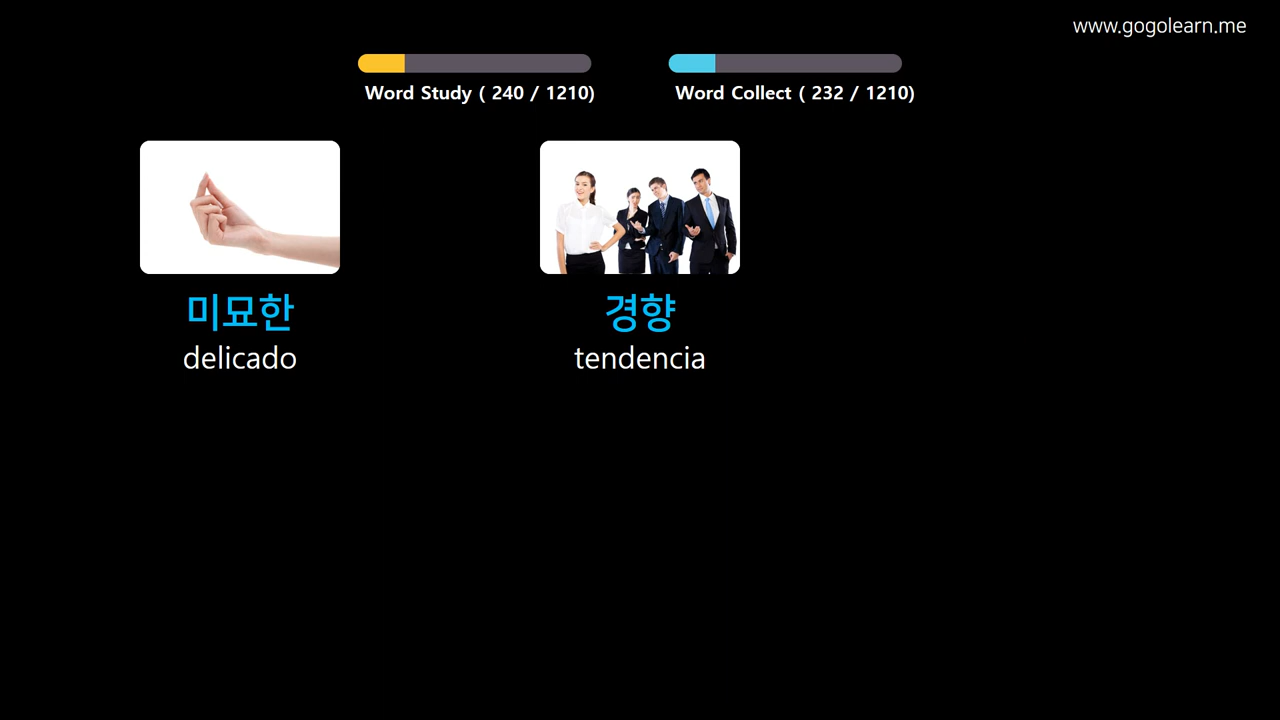 www.gogolearn.me
Word Study ( 240 / 1210)
Word Collect ( 232 / 1210)
미묘한
delicado
경향
tendencia